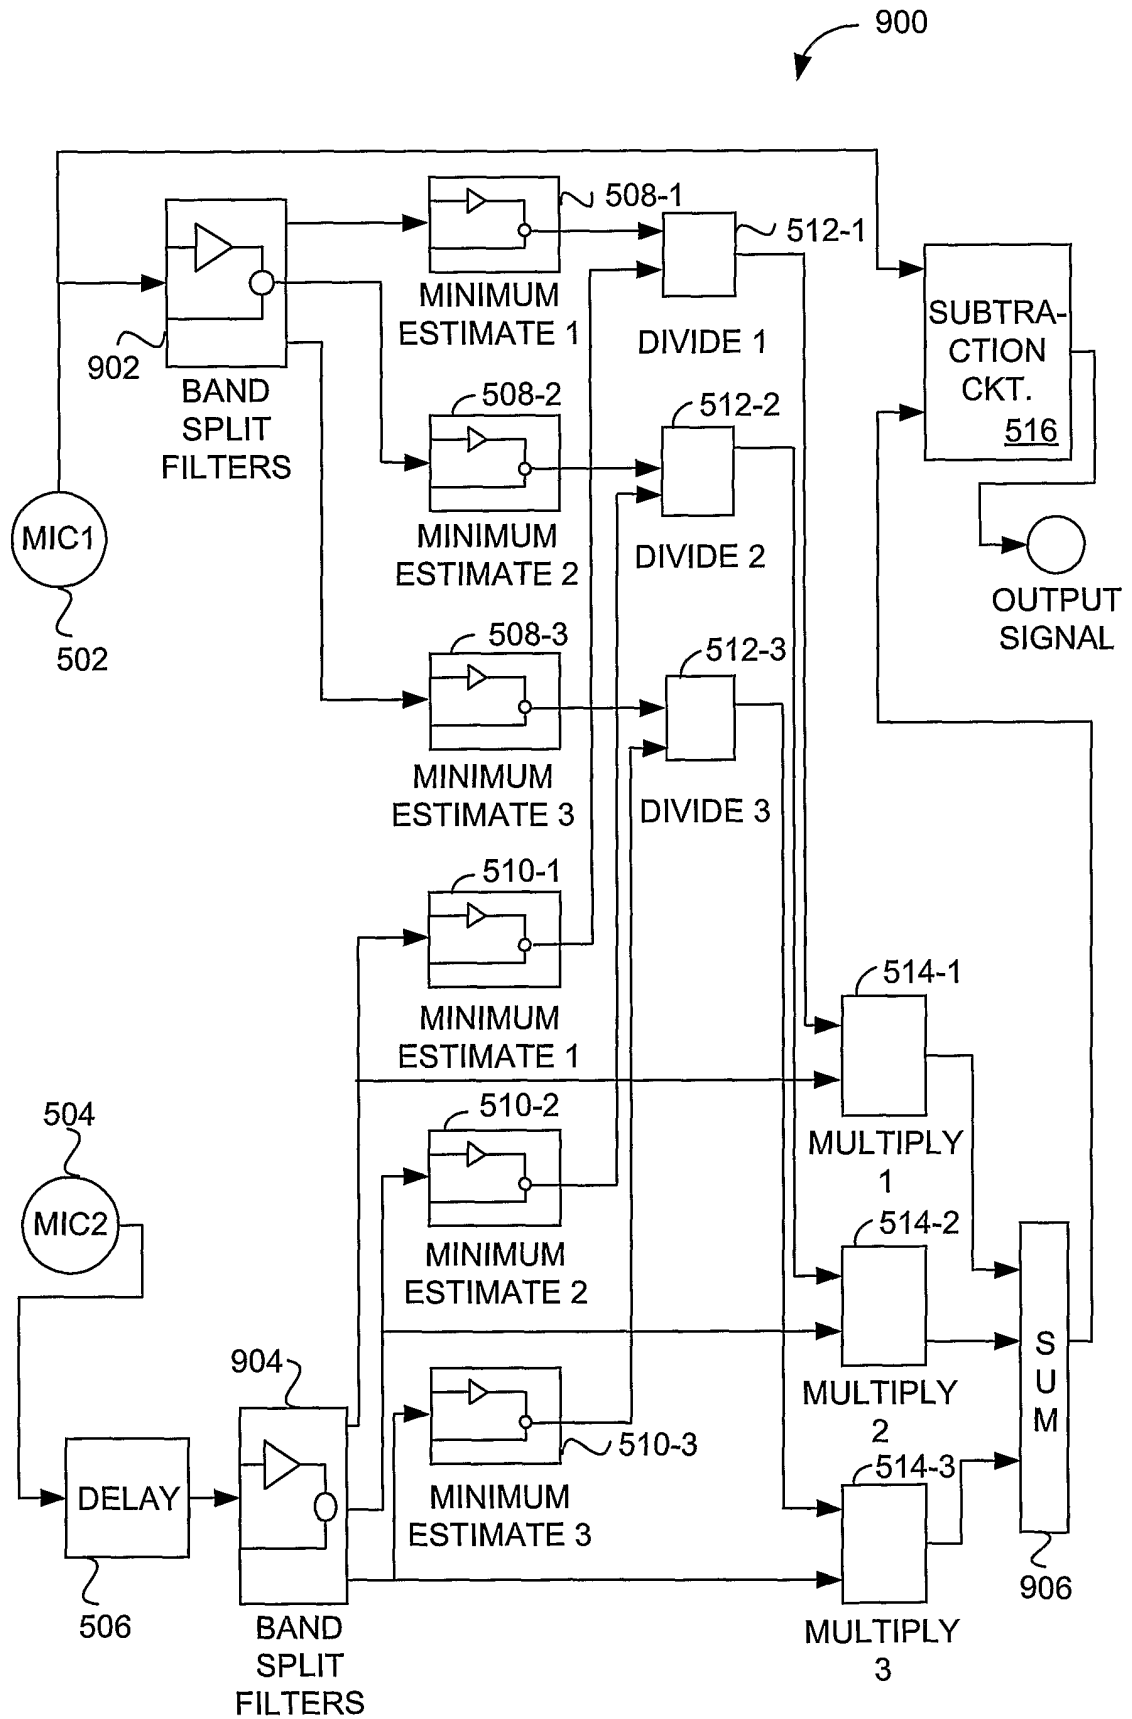 900
508-1
512-1
MINIMUM
ESTIMATE 1
902
BAND
SPLIT
FILTERS
DIVIDE 1
SUBTRA-
CTION
CKT.
516
508-2
512-2
MIC1
502
MINIMUM
ESTIMATE 2
DIVIDE 2
OUTPUT
SIGNAL
508-3
512-3
MINIMUM
ESTIMATE 3
DIVIDE 3
510-1
MINIMUM
ESTIMATE 1
514-1
504
510-2
MULTIPLY
1
MIC2
MINIMUM
ESTIMATE 2
514-2
904
MULTIPLY
2
S
U
M
510-3
514-3
DELAY
MINIMUM
ESTIMATE 3
506
906
BAND
SPLIT
FILTERS
MULTIPLY
3